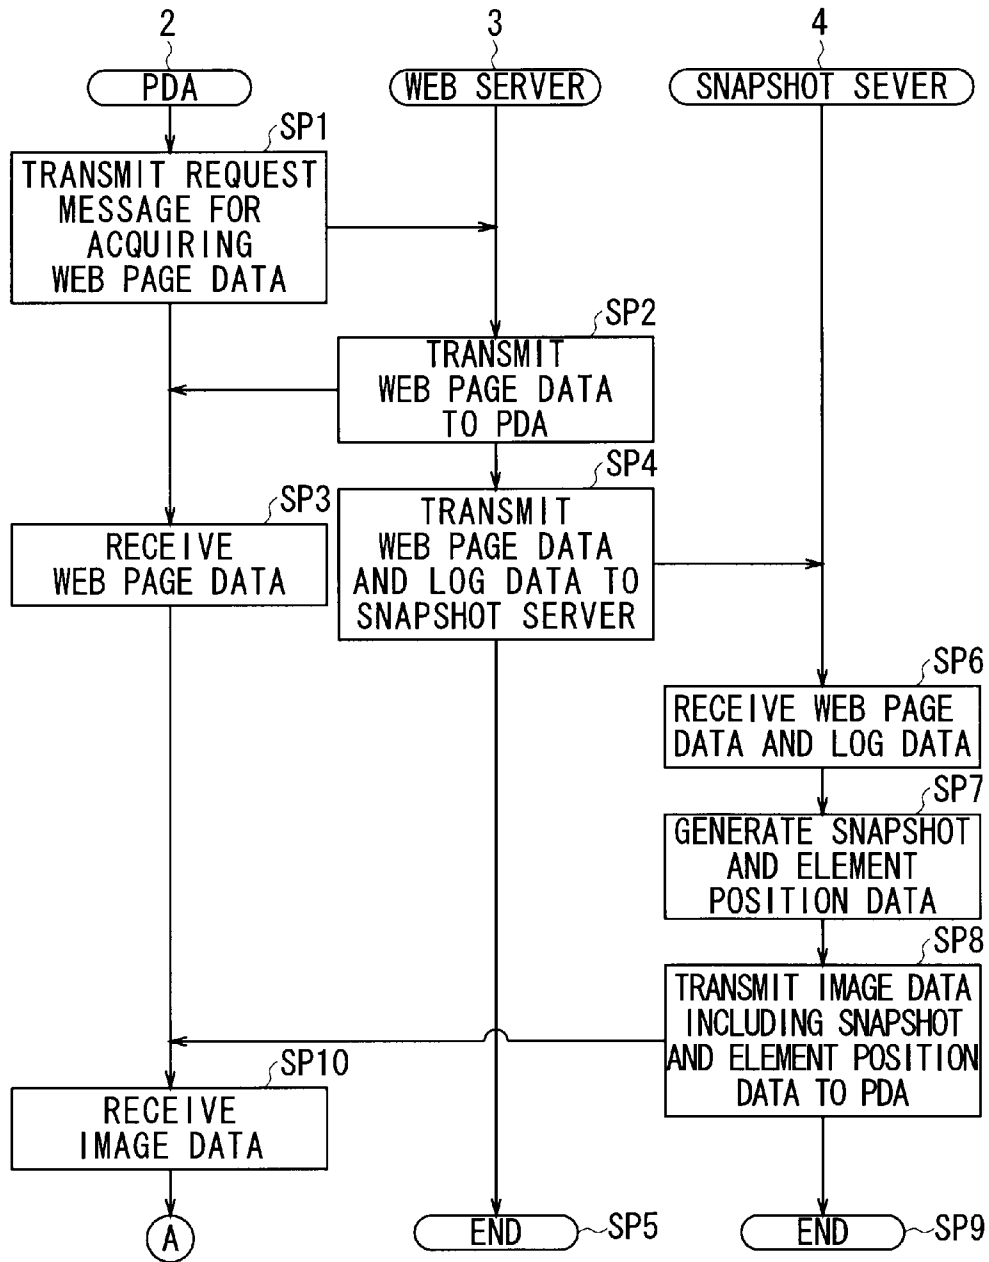 2
3
4
PDA
WEB SERVER
SNAPSHOT SEVER
SP1
TRANSMIT REQUEST
MESSAGE FOR
ACQUIRING
WEB PAGE DATA
SP2
TRANSMIT
WEB PAGE DATA
TO PDA
SP3
RECEIVE
WEB PAGE DATA
SP4
TRANSMIT
WEB PAGE DATA
AND LOG DATA TO
SNAPSHOT SERVER
SP6
RECEIVE WEB PAGE
DATA AND LOG DATA
SP7
GENERATE SNAPSHOT
AND ELEMENT
POSITION DATA
SP8
TRANSMIT IMAGE DATA
INCLUDING SNAPSHOT
AND ELEMENT POSITION
DATA TO PDA
SP10
RECEIVE
IMAGE DATA
A
END
SP5
END
SP9